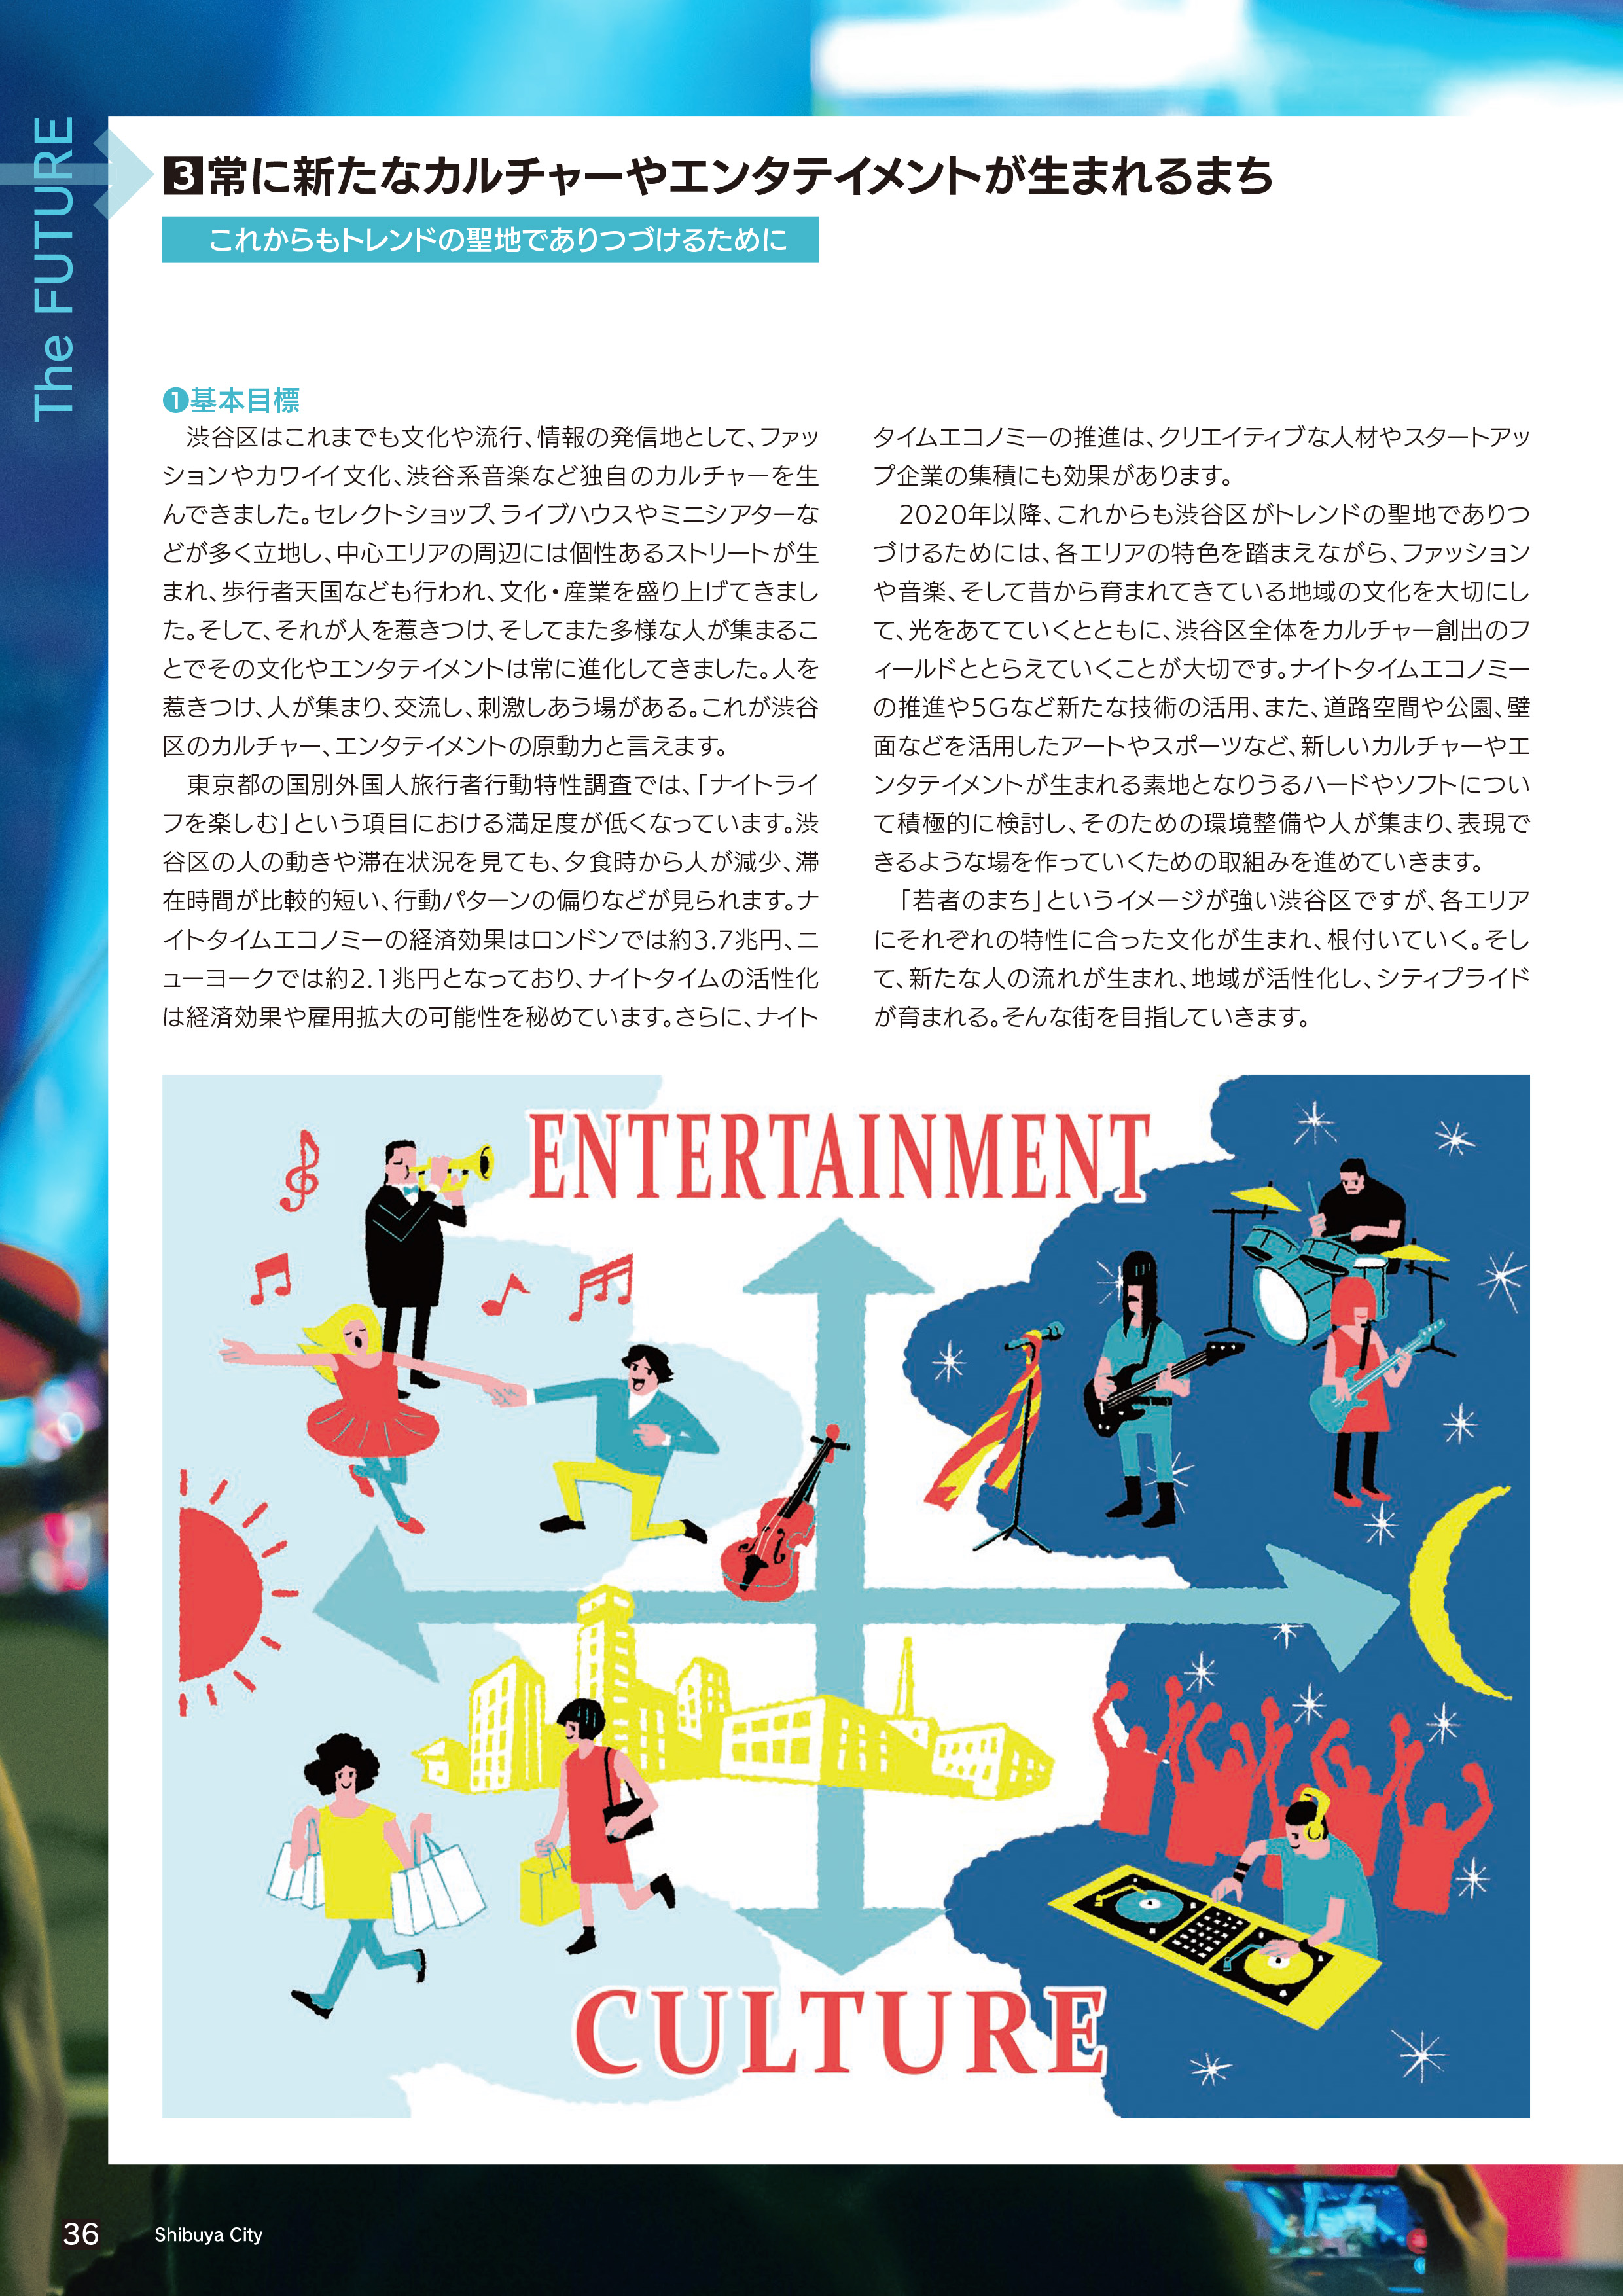 The FUTURE
3常に新たなカルチャーやエンタテイメントが生まれるまち
これからもトレンドの聖地でありつづけるために
❶基本目標
渋谷区はこれまでも文化や流行、情報の発信地として、ファッ
ションやカワイイ文化、渋谷系音楽など独自のカルチャーを生
んできました。セレクトショップ、ライブハウスやミニシアターな
どが多く立地し、中心エリアの周辺には個性あるストリートが生
まれ、歩行者天国なども行われ、文化・産業を盛り上げてきまし
た。そして、それが人を惹きつけ、そしてまた多様な人が集まるこ
とでその文化やエンタテイメントは常に進化してきました。人を
惹きつけ、人が集まり、交流し、刺激しあう場がある。これが渋谷
区のカルチャー、エンタテイメントの原動力と言えます。
東京都の国別外国人旅行者行動特性調査では、「ナイトライ
フを楽しむ」という項目における満足度が低くなっています。渋
谷区の人の動きや滞在状況を見ても、夕食時から人が減少、滞
在時間が比較的短い、行動パターンの偏りなどが見られます。ナ
イトタイムエコノミーの経済効果はロンドンでは約3.7兆円、ニ
ューヨークでは約2.1兆円となっており、ナイトタイムの活性化
は経済効果や雇用拡大の可能性を秘めています。さらに、ナイト
タイムエコノミーの推進は、クリエイティブな人材やスタートアッ
プ企業の集積にも効果があります。
2020年以降、これからも渋谷区がトレンドの聖地でありつ
づけるためには、各エリアの特色を踏まえながら、ファッション
や音楽、そして昔から育まれてきている地域の文化を大切にし
て、光をあてていくとともに、渋谷区全体をカルチャー創出のフ
ィールドととらえていくことが大切です。ナイトタイムエコノミー
の推進や5Gなど新たな技術の活用、また、道路空間や公園、壁
面などを活用したアートやスポーツなど、新しいカルチャーやエ
ンタテイメントが生まれる素地となりうるハードやソフトについ
て積極的に検討し、そのための環境整備や人が集まり、表現で
きるような場を作っていくための取組みを進めていきます。
「若者のまち」というイメージが強い渋谷区ですが、各エリア
にそれぞれの特性に合った文化が生まれ、根付いていく。そし
て、新たな人の流れが生まれ、地域が活性化し、シティプライド
が育まれる。そんな街を目指していきます。
ENTERTAINMENT
CULTURE
36
Shibuya City